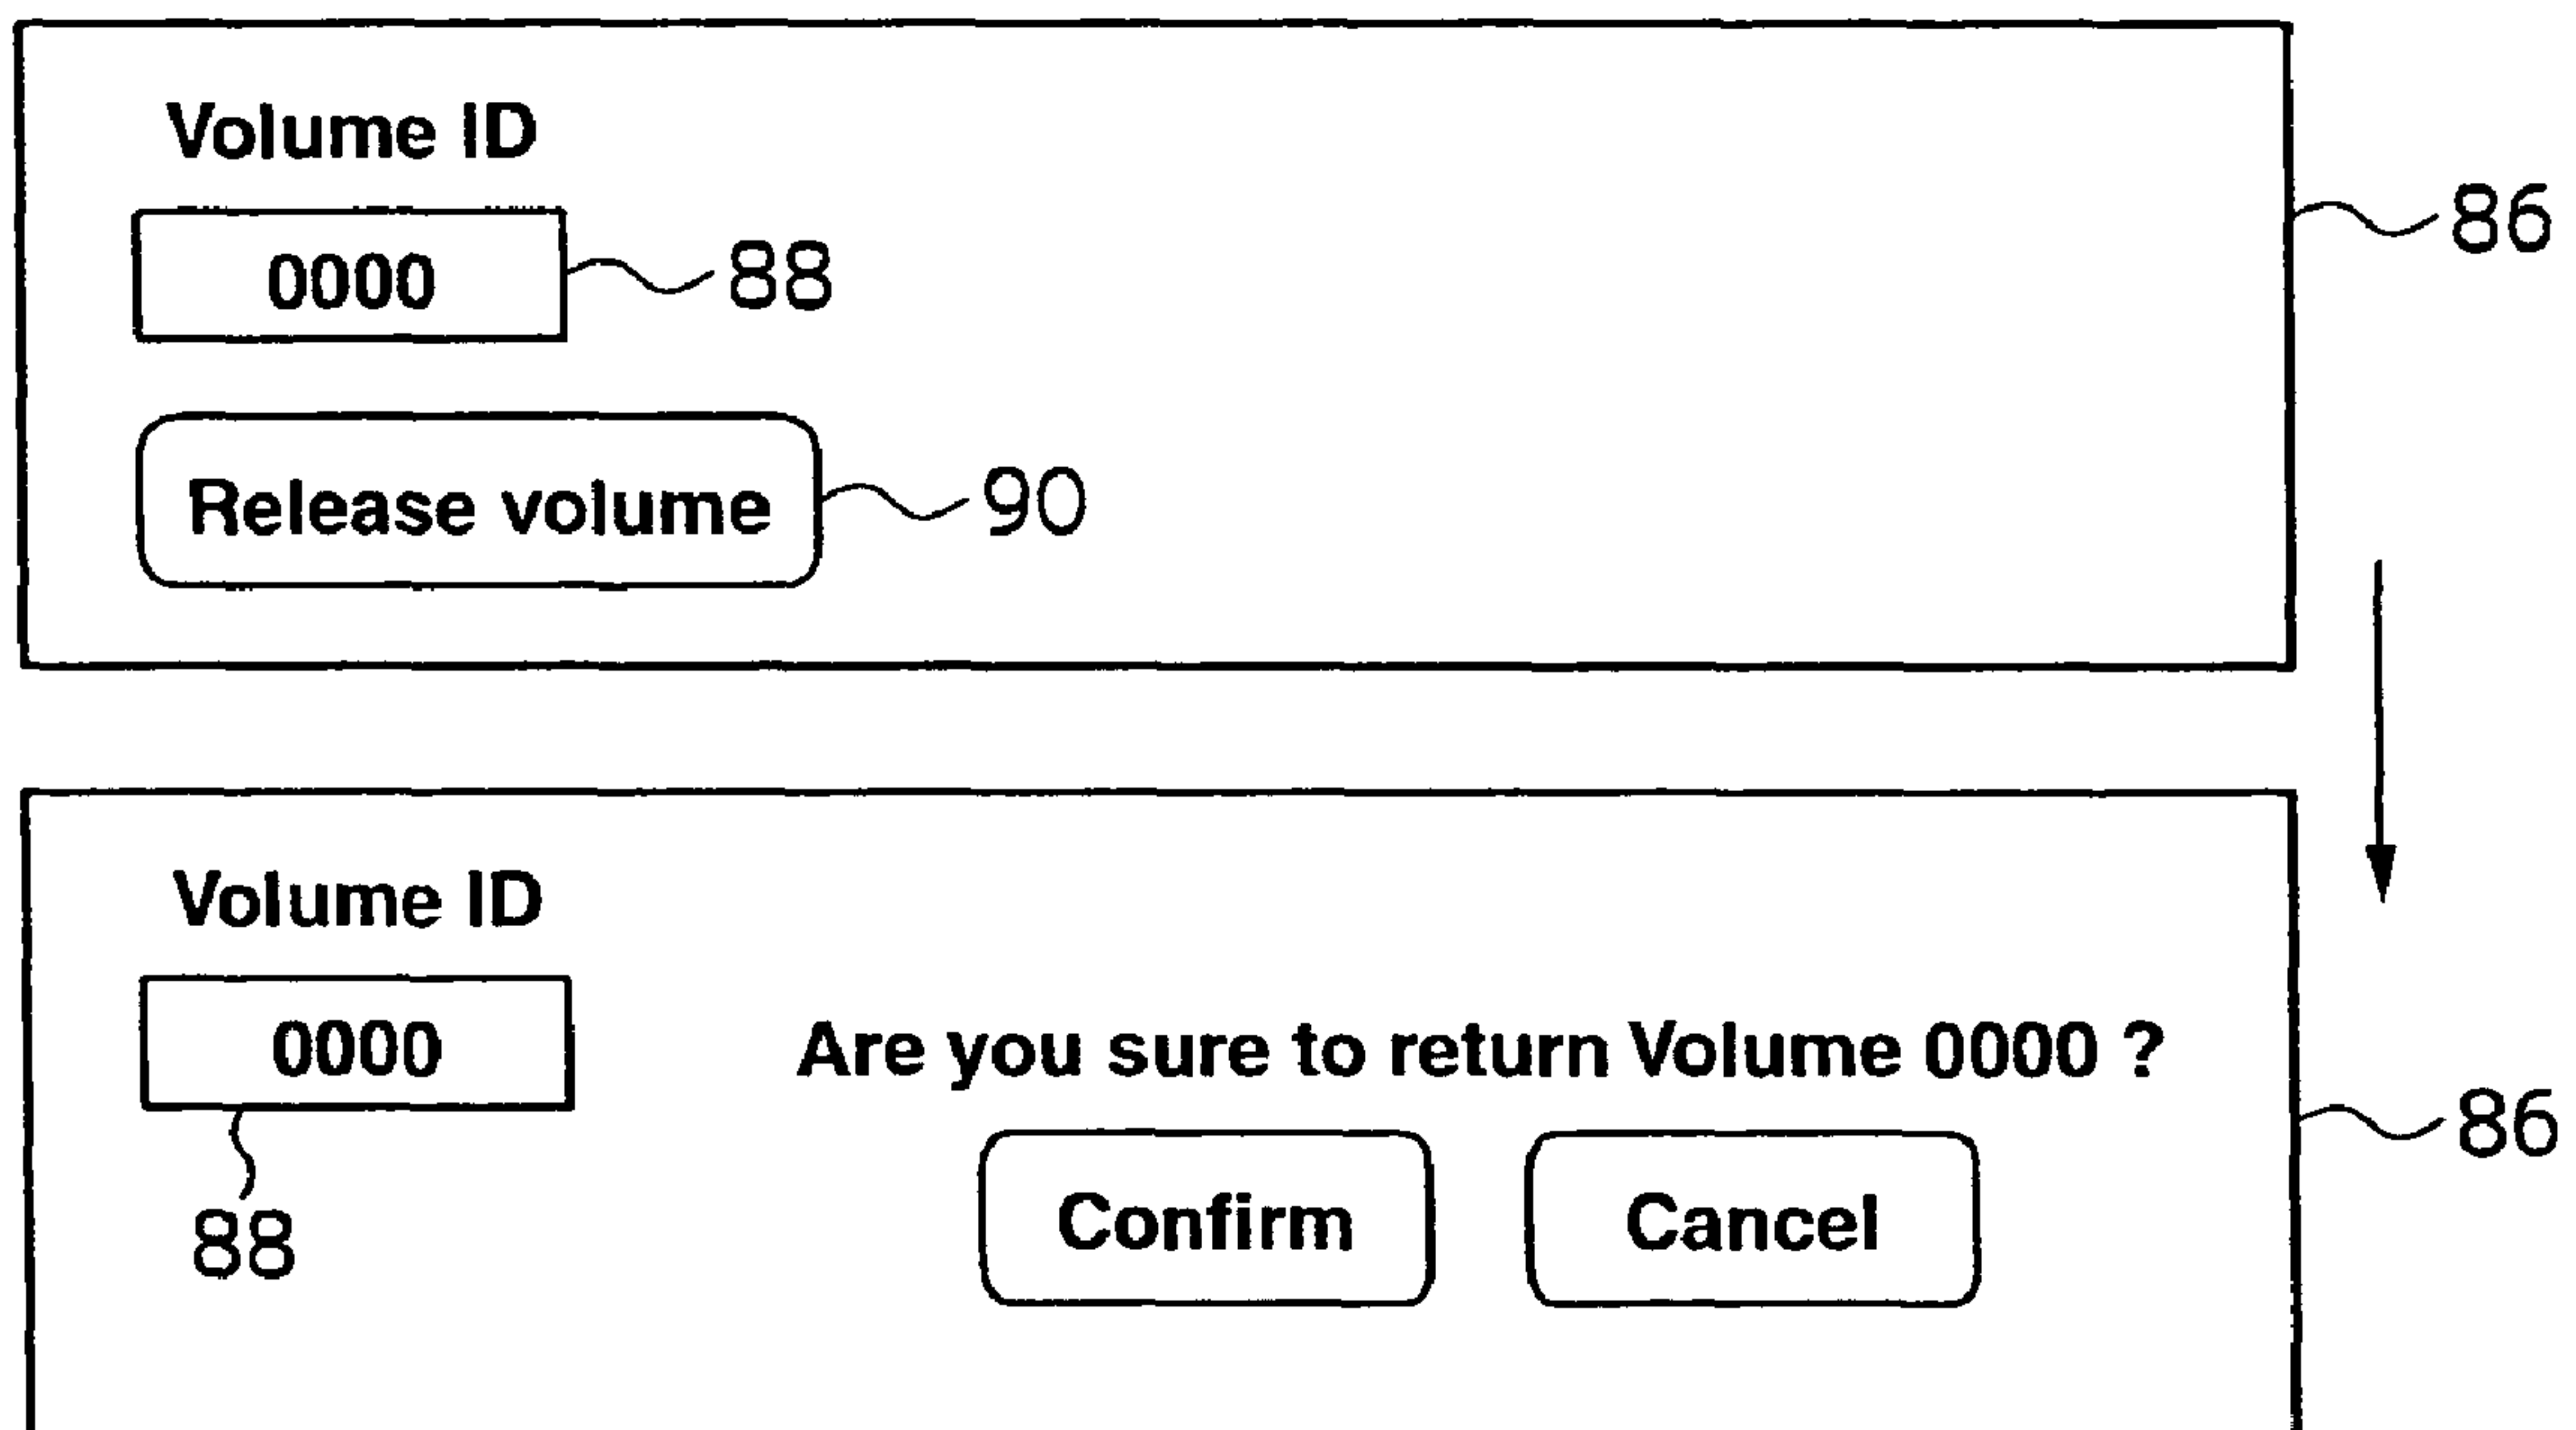 Volume ID
86
0000 88
Release volume 90
Volume ID
0000 Are you sure to return Volume 0000 ?
86
Confirm Cancel
88